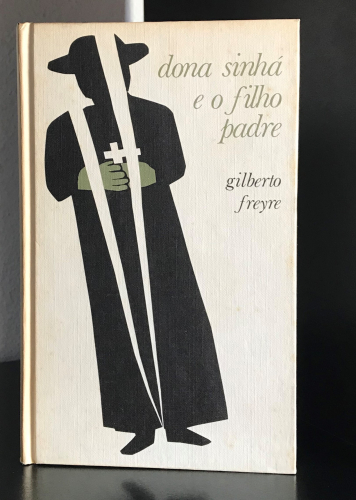 dona sinhá
e o filho
padre
gilberto
freyre